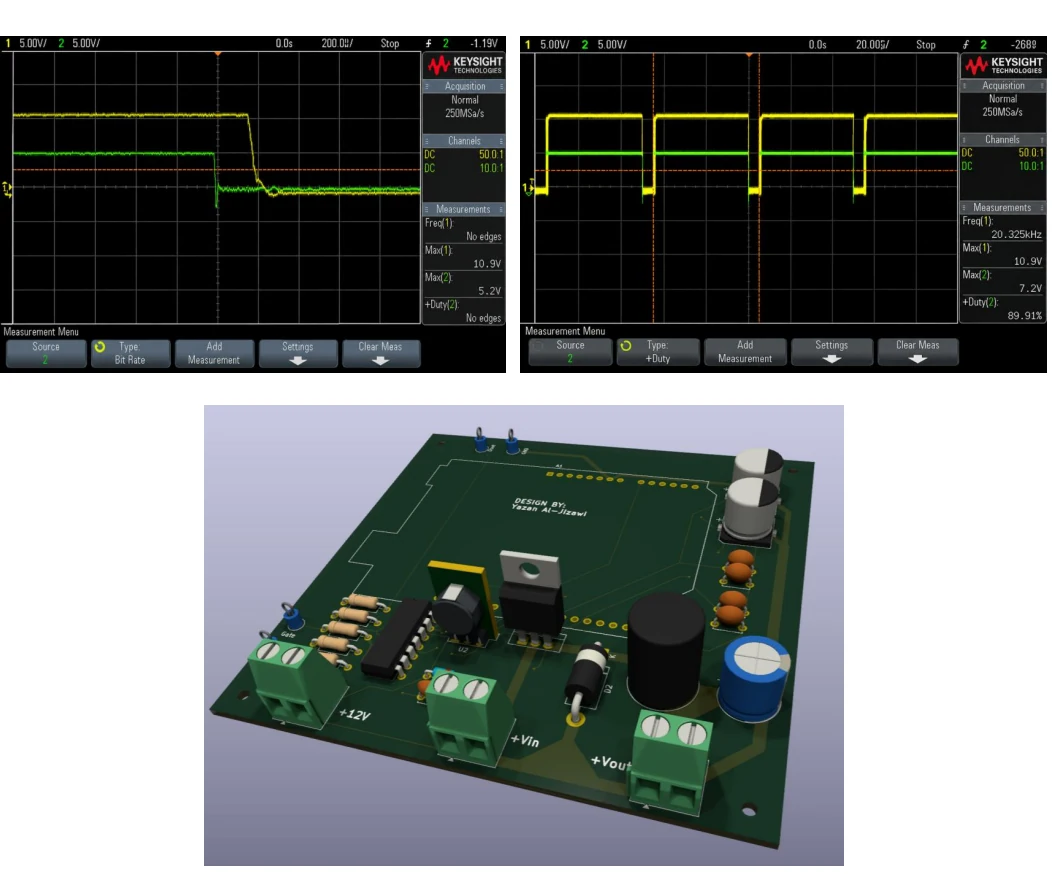 1 5.00V/ 2 5.00V/ 0.0s 200.0▯/ Stop 2 -1.19V
KEYSIGHT
TECHNOLOGIES
Acquisition
Normal
250MSa/s
Channels
DC 50.0:1
DC 10.0:1
Measurements
Freq(1):
No edges
Max(1):
10.9V
Max(2):
5.2V
+Duty(2):
No edges
Measurement Menu
Source
2
Type:
Bit Rate
Add
Measurement
Settings
Clear Meas
1 5.00V/ 2 5.00V/ 0.0s 20.00▯/ Stop 2
KEYSIGHT
TECHNOLOGIES
Acquisition
Normal
250MSa/s
Channels
DC 50.0:1
DC 10.0:1
Measurements
Freq(1):
20.325kHz
Max(1):
10.9V
Max(2):
7.2V
+Duty(2):
89.91%
Measurement Menu
Source
2
Type:
+Duty
Add
Measurement
Settings
Clear Meas
A1
DESIGN BY:
Yazan Al-Jizawi
Gate
U2
K
D2
+12V
+Vin
+Vout